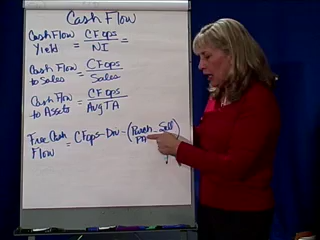 Cash Flow
Cash Flow Yield = CFops / NI =
Cash Flow to Sales = CFops / Sales
Cash Flow to Assets = CFops / Avg TA
Free Cash Flow = CFops - Div - (Purch - Sell)